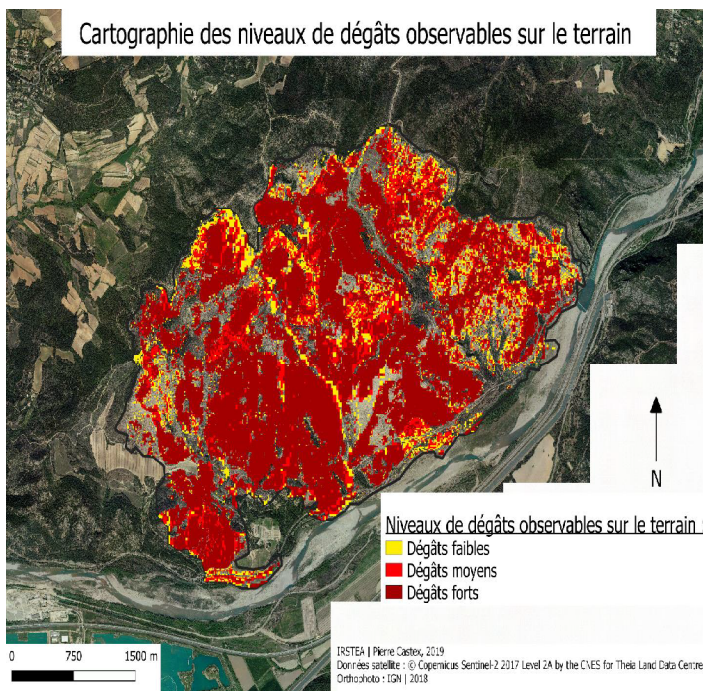 Cartographie des niveaux de dégâts observables sur le terrain
N
Niveaux de dégâts observables sur le terrain :
Dégâts faibles
Dégâts moyens
Dégâts forts
0 750 1500 m
IRSTEA | Pierre Castex, 2019
Données satellite : © Copernicus Sentinel-2 2017 Level 2A by the CNES for Theia Land Data Centre
Orthophoto : IGN | 2018